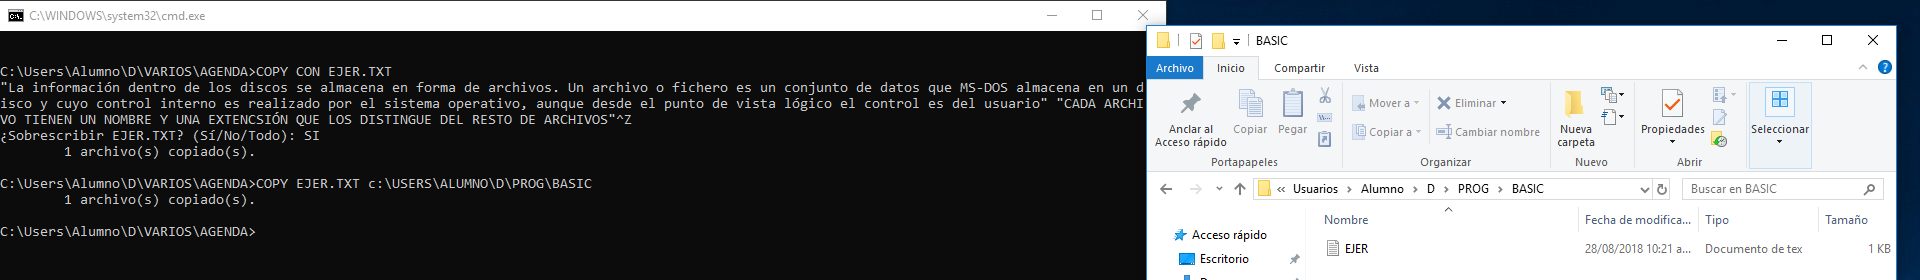 C:\WINDOWS\system32\cmd.exe
C:\Users\Alumno\D\VARIOS\AGENDA>COPY CON EJER.TXT
"La información dentro de los discos se almacena en forma de archivos. Un archivo o fichero es un conjunto de datos que MS-DOS almacena en un d
isco y cuyo control interno es realizado por el sistema operativo, aunque desde el punto de vista lógico el control es del usuario" "CADA ARCHI
VO TIENEN UN NOMBRE Y UNA EXTENCSIÓN QUE LOS DISTINGUE DEL RESTO DE ARCHIVOS"^Z
¿Sobrescribir EJER.TXT? (Sí/No/Todo): SI
1 archivo(s) copiado(s).
C:\Users\Alumno\D\VARIOS\AGENDA>COPY EJER.TXT c:\USERS\ALUMNO\D\PROG\BASIC
1 archivo(s) copiado(s).
C:\Users\Alumno\D\VARIOS\AGENDA>
BASIC
Archivo Inicio Compartir Vista
Anclar al
Acceso rápido
Copiar
Pegar
Portapapeles
Mover a
Copiar a
Eliminar
Cambiar nombre
Organizar
Nueva
carpeta
Nuevo
Propiedades
Abrir
Seleccionar
« Usuarios > Alumno > D > PROG > BASIC
Buscar en BASIC
Nombre Fecha de modifica... Tipo Tamaño
Acceso rápido
Escritorio
EJER 28/08/2018 10:21 a... Documento de tex 1 KB